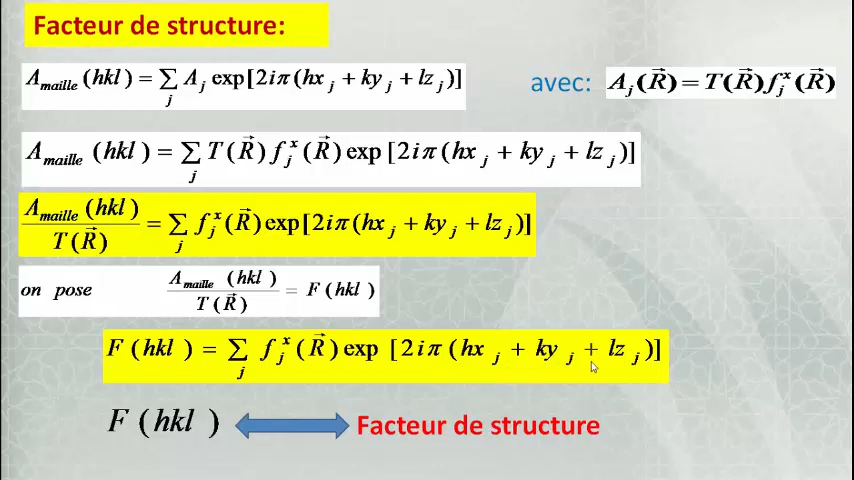 Facteur de structure:
A_maille (hkl) = ∑_j A_j exp[2iπ(hx_j + ky_j + lz_j)]
avec: A_j(R⃗) = T(R⃗) f_j^x(R⃗)
A_maille (hkl) = ∑_j T(R⃗) f_j^x(R⃗) exp[2iπ(hx_j + ky_j + lz_j)]
A_maille (hkl) / T(R⃗) = ∑_j f_j^x(R⃗) exp[2iπ(hx_j + ky_j + lz_j)]
on pose A_maille (hkl) / T(R⃗) = F(hkl)
F(hkl) = ∑_j f_j^x(R⃗) exp [2iπ(hx_j + ky_j + lz_j)]
F(hkl) Facteur de structure